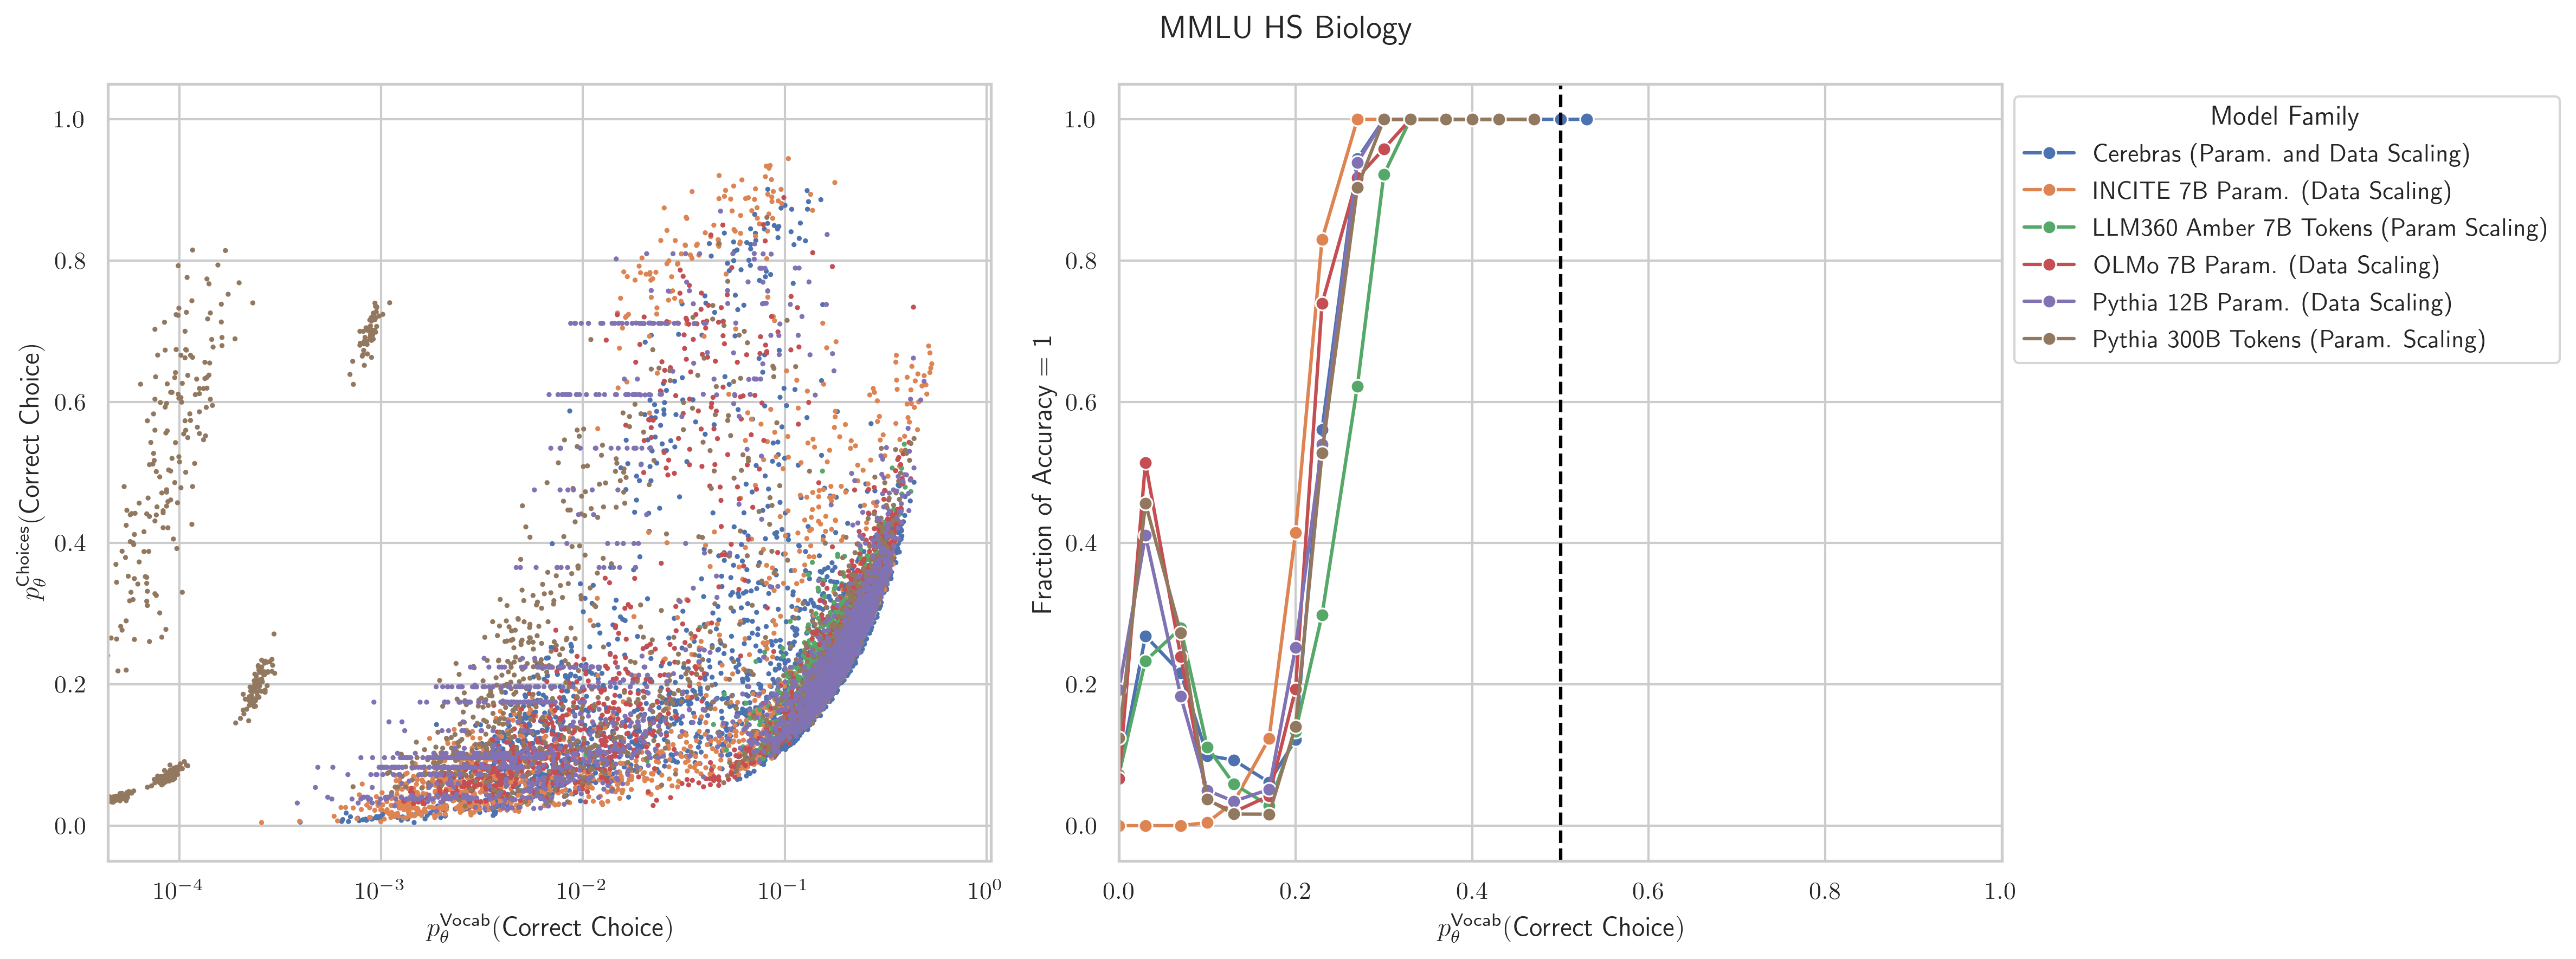 MMLU HS Biology
1.0
0.8
0.6
0.4
0.2
0.0
p_θ^Choices(Correct Choice)
10^−4 10^−3 10^−2 10^−1 10^0
p_θ^Vocab(Correct Choice)
1.0
0.8
0.6
0.4
0.2
0.0
Fraction of Accuracy = 1
0.0 0.2 0.4 0.6 0.8 1.0
p_θ^Vocab(Correct Choice)
Model Family
Cerebras (Param. and Data Scaling)
INCITE 7B Param. (Data Scaling)
LLM360 Amber 7B Tokens (Param Scaling)
OLMo 7B Param. (Data Scaling)
Pythia 12B Param. (Data Scaling)
Pythia 300B Tokens (Param. Scaling)